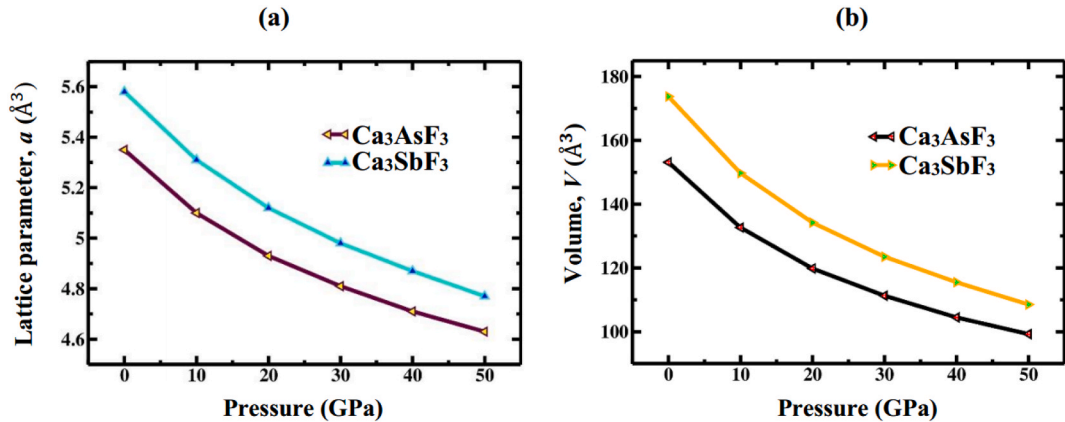 (a)
Lattice parameter, a (Å³)
5.6
5.4
5.2
5
4.8
4.6
Ca₃AsF₃
Ca₃SbF₃
0 10 20 30 40 50
Pressure (GPa)
(b)
Volume, V (Å³)
180
160
140
120
100
Ca₃AsF₃
Ca₃SbF₃
0 10 20 30 40 50
Pressure (GPa)